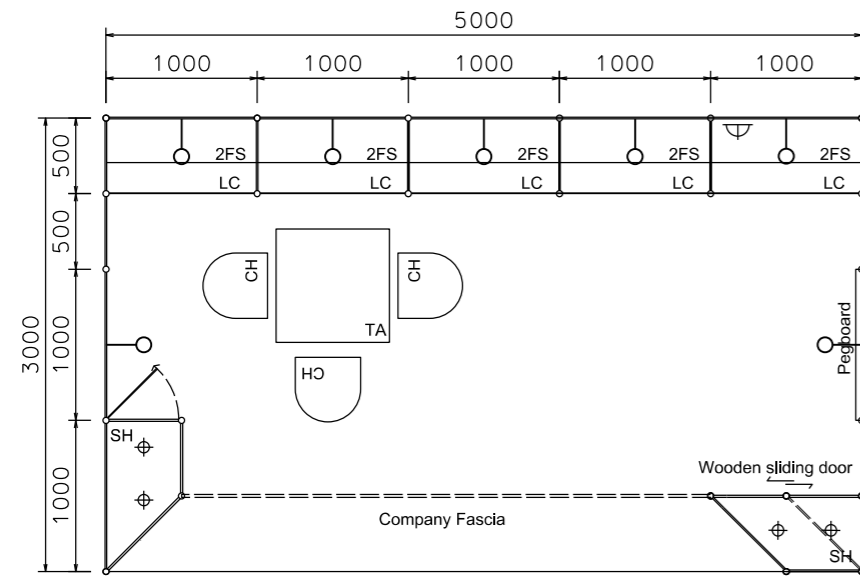 5000
1000 1000 1000 1000 1000
500
500
3000
1000
1000
2FS 2FS 2FS 2FS 2FS
LC LC LC LC LC
CH
CH
TA
CH
Pegboard
SH
Wooden sliding door
Company Fascia
SH